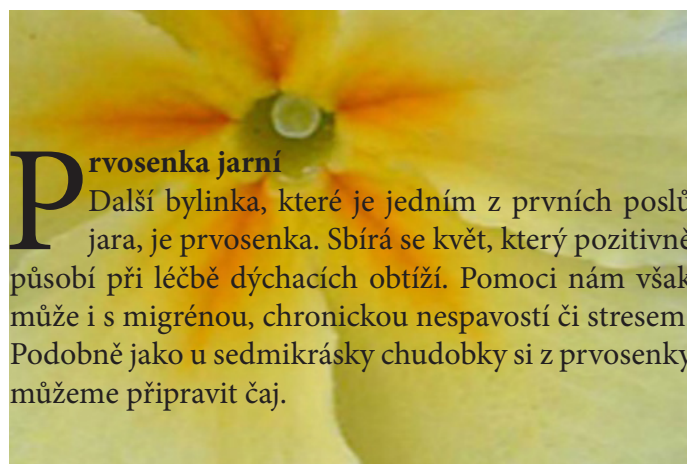 Prvosenka jarní
Další bylinka, které je jedním z prvních poslů
jara, je prvosenka. Sbírá se květ, který pozitivně
působí při léčbě dýchacích obtíží. Pomoci nám však
může i s migrénou, chronickou nespavostí či stresem
Podobně jako u sedmikrásky chudobky si z prvosenky
můžeme připravit čaj.